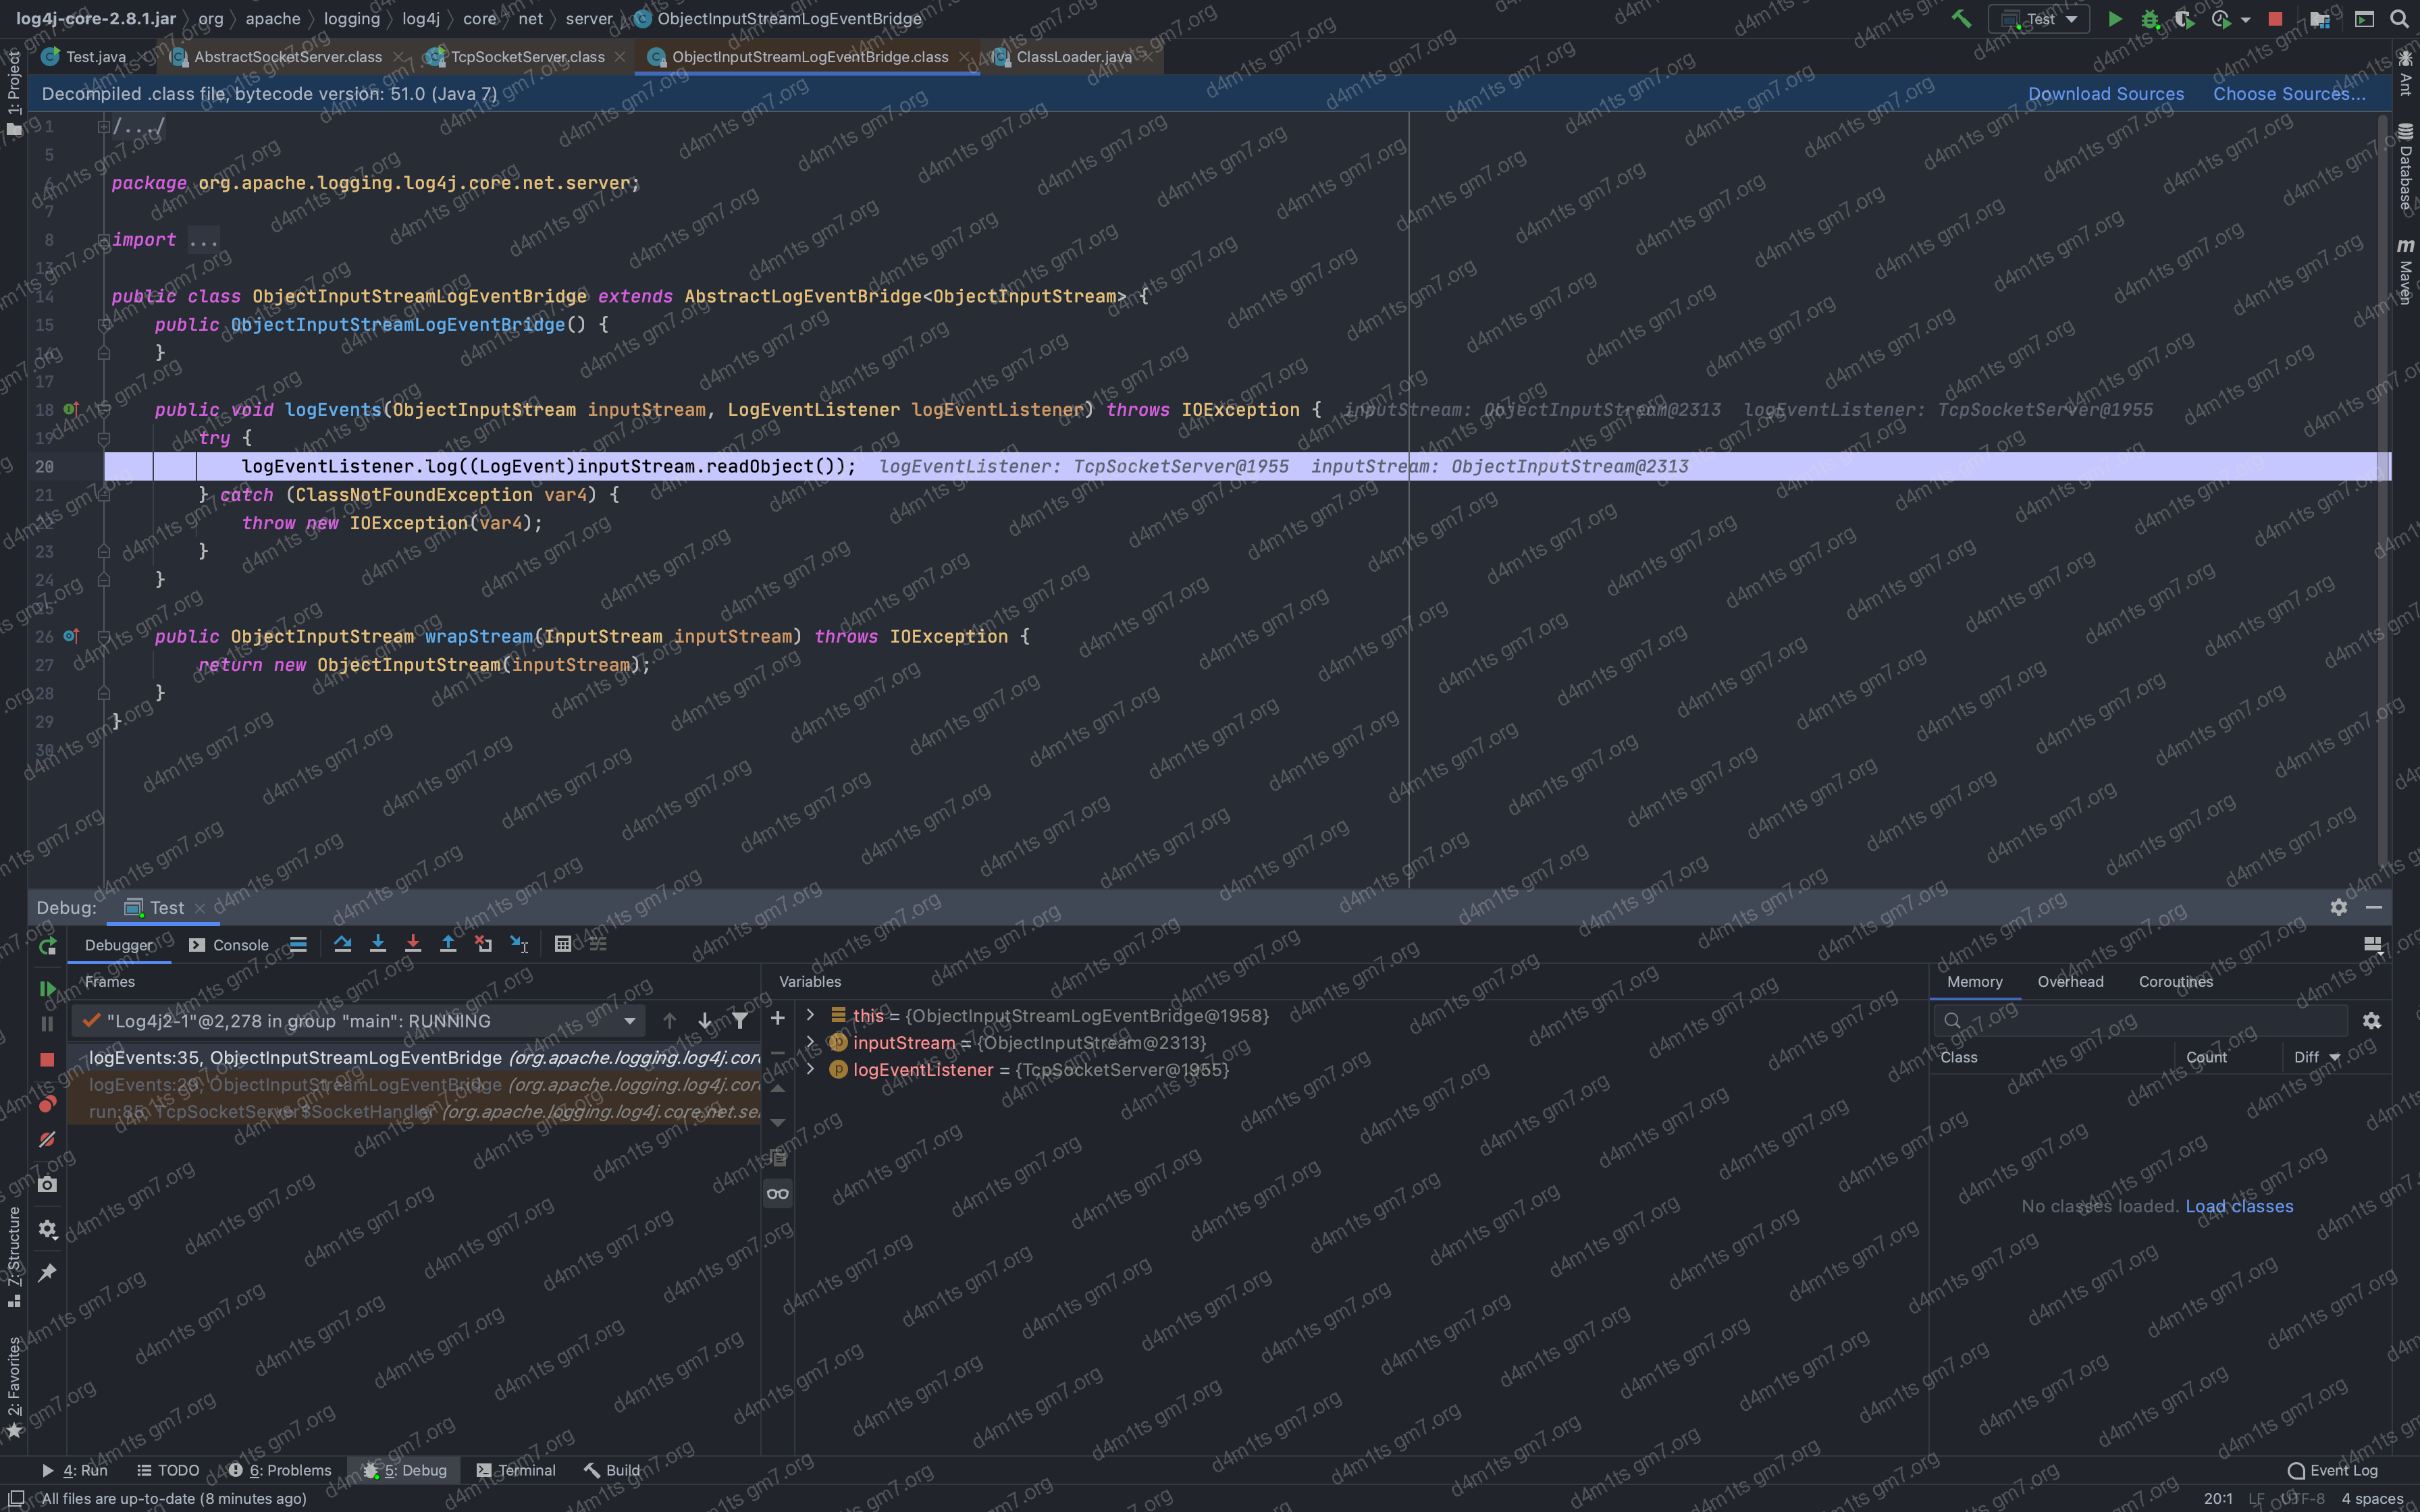 log4j-core-2.8.1.jar org apache logging log4j core net server ObjectInputStreamLogEventBridge Test
Test.java AbstractSocketServer.class TcpSocketServer.class ObjectInputStreamLogEventBridge.class ClassLoader.java
Decompiled .class file, bytecode version: 51.0 (Java 7) Download Sources Choose Sources...
1: Project
Ant
Database
Maven
1 /.../
5
6 package org.apache.logging.log4j.core.net.server;
7
8 import ...
13
14 public class ObjectInputStreamLogEventBridge extends AbstractLogEventBridge<ObjectInputStream> {
15 public ObjectInputStreamLogEventBridge() {
16 }
17
18 public void logEvents(ObjectInputStream inputStream, LogEventListener logEventListener) throws IOException { inputStream: ObjectInputStream@2313 logEventListener: TcpSocketServer@1955
19 try {
20 logEventListener.log((LogEvent)inputStream.readObject()); logEventListener: TcpSocketServer@1955 inputStream: ObjectInputStream@2313
21 } catch (ClassNotFoundException var4) {
22 throw new IOException(var4);
23 }
24 }
25
26 public ObjectInputStream wrapStream(InputStream inputStream) throws IOException {
27 return new ObjectInputStream(inputStream);
28 }
29 }
30
Debug: Test
Debugger Console
Frames
"Log4j2-1"@2,278 in group "main": RUNNING
logEvents:35, ObjectInputStreamLogEventBridge (org.apache.logging.log4j.core
logEvents:29, ObjectInputStreamLogEventBridge (org.apache.logging.log4j.core
run:85, TcpSocketServer$SocketHandler (org.apache.logging.log4j.core.net.se
Variables
this = {ObjectInputStreamLogEventBridge@1958}
inputStream = {ObjectInputStream@2313}
logEventListener = {TcpSocketServer@1955}
Memory Overhead Coroutines
Class Count Diff
No classes loaded. Load classes
7: Structure
2: Favorites
4: Run TODO 6: Problems 5: Debug Terminal Build Event Log
All files are up-to-date (8 minutes ago) 20:1 LF UTF-8 4 spaces
d4m1ts gm7.org